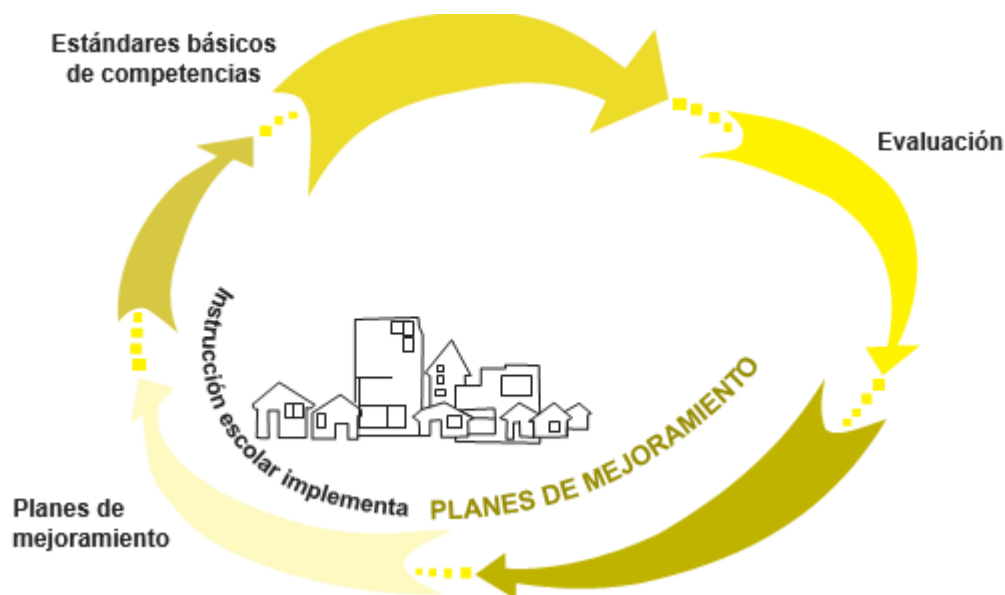 Estándares básicos
de competencias
Evaluación
Instrucción escolar implementa
PLANES DE MEJORAMIENTO
Planes de
mejoramiento